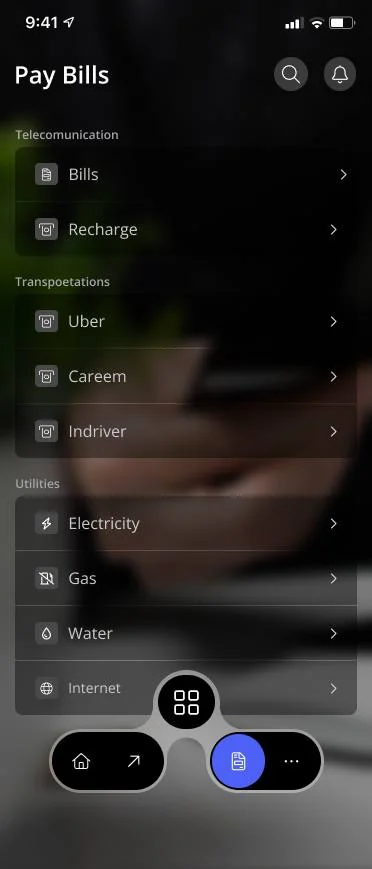 9:41
Pay Bills
Telecomunication
Bills
Recharge
Transpoetations
Uber
Careem
Indriver
Utilities
Electricity
Gas
Water
Internet